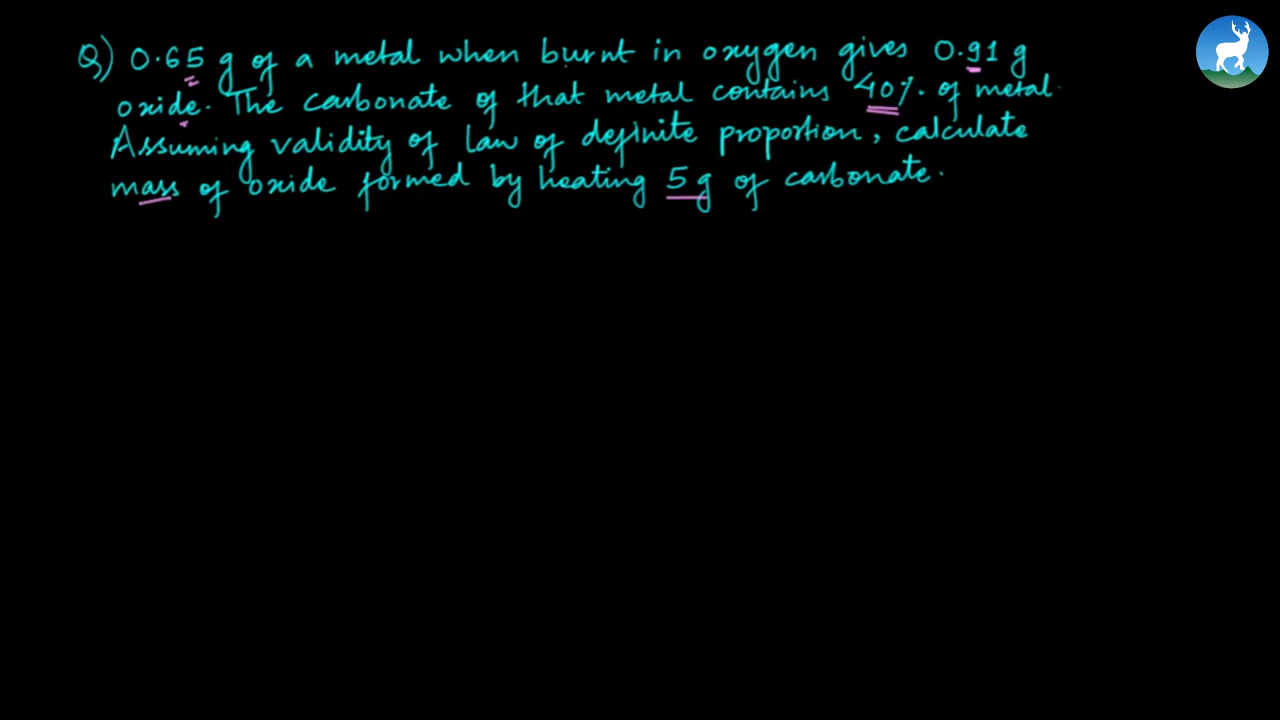 Q) 0.65 g of a metal when burnt in oxygen gives 0.91 g
oxide. The carbonate of that metal contains 40% of metal.
Assuming validity of law of definite proportion, calculate
mass of oxide formed by heating 5g of carbonate.